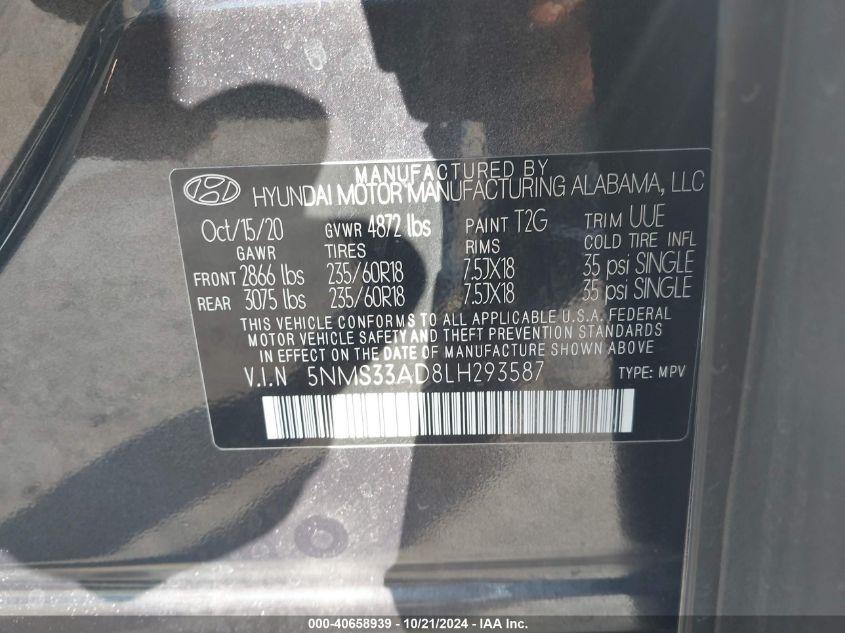 MANUFACTURED BY
HYUNDAI MOTOR MANUFACTURING ALABAMA, LLC
Oct/15/20 GVWR 4872 lbs PAINT T2G TRIM UUE
GAWR TIRES RIMS COLD TIRE INFL
FRONT 2866 lbs 235/60R18 7.5JX18 35 psi SINGLE
REAR 3075 lbs 235/60R18 7.5JX18 35 psi SINGLE
THIS VEHICLE CONFORMS TO ALL APPLICABLE U.S.A. FEDERAL
MOTOR VEHICLE SAFETY AND THEFT PREVENTION STANDARDS
IN EFFECT ON THE DATE OF MANUFACTURE SHOWN ABOVE
V.I.N 5NMS33AD8LH293587 TYPE: MPV
000-40658939 | 10/21/2024 - IAA Inc.